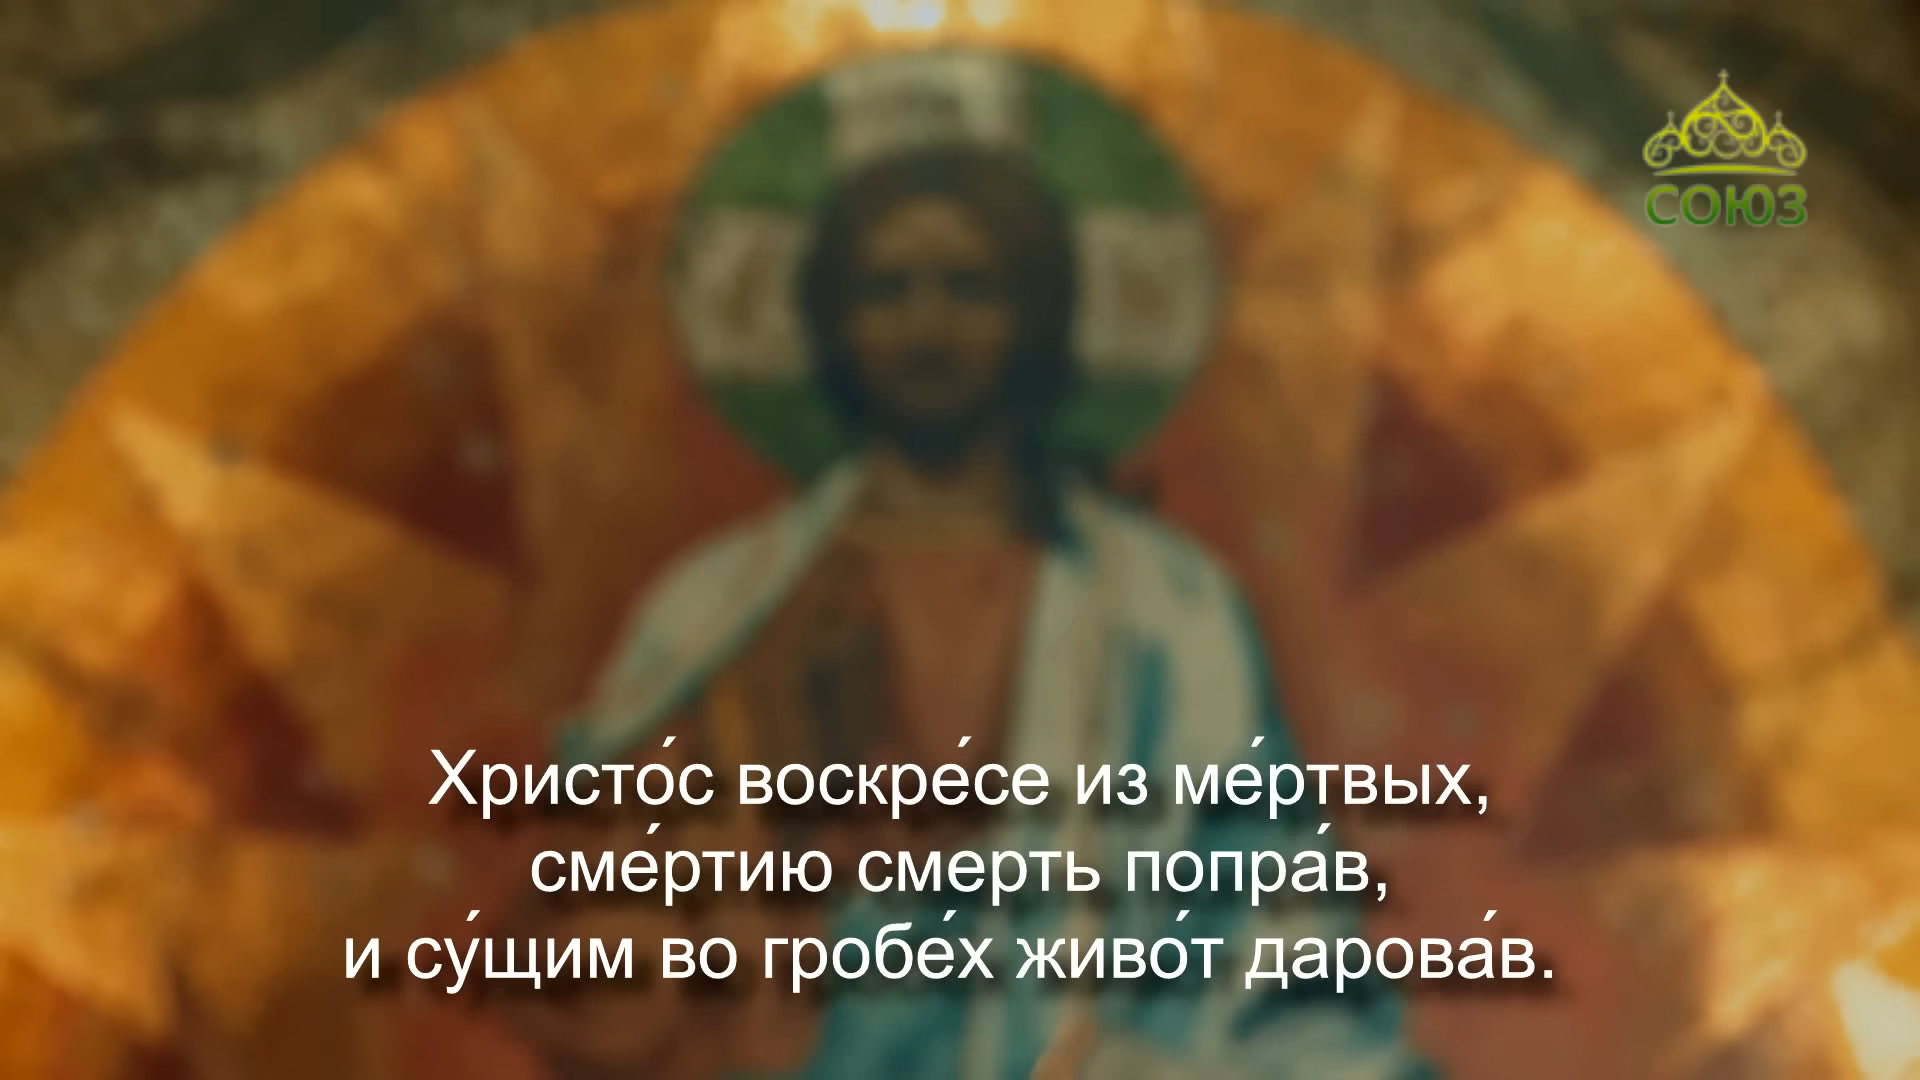 СОЮЗ
Христо́с воскре́се из ме́ртвых,
сме́ртию смерть попра́в,
и су́щим во гробе́х живо́т дарова́в.